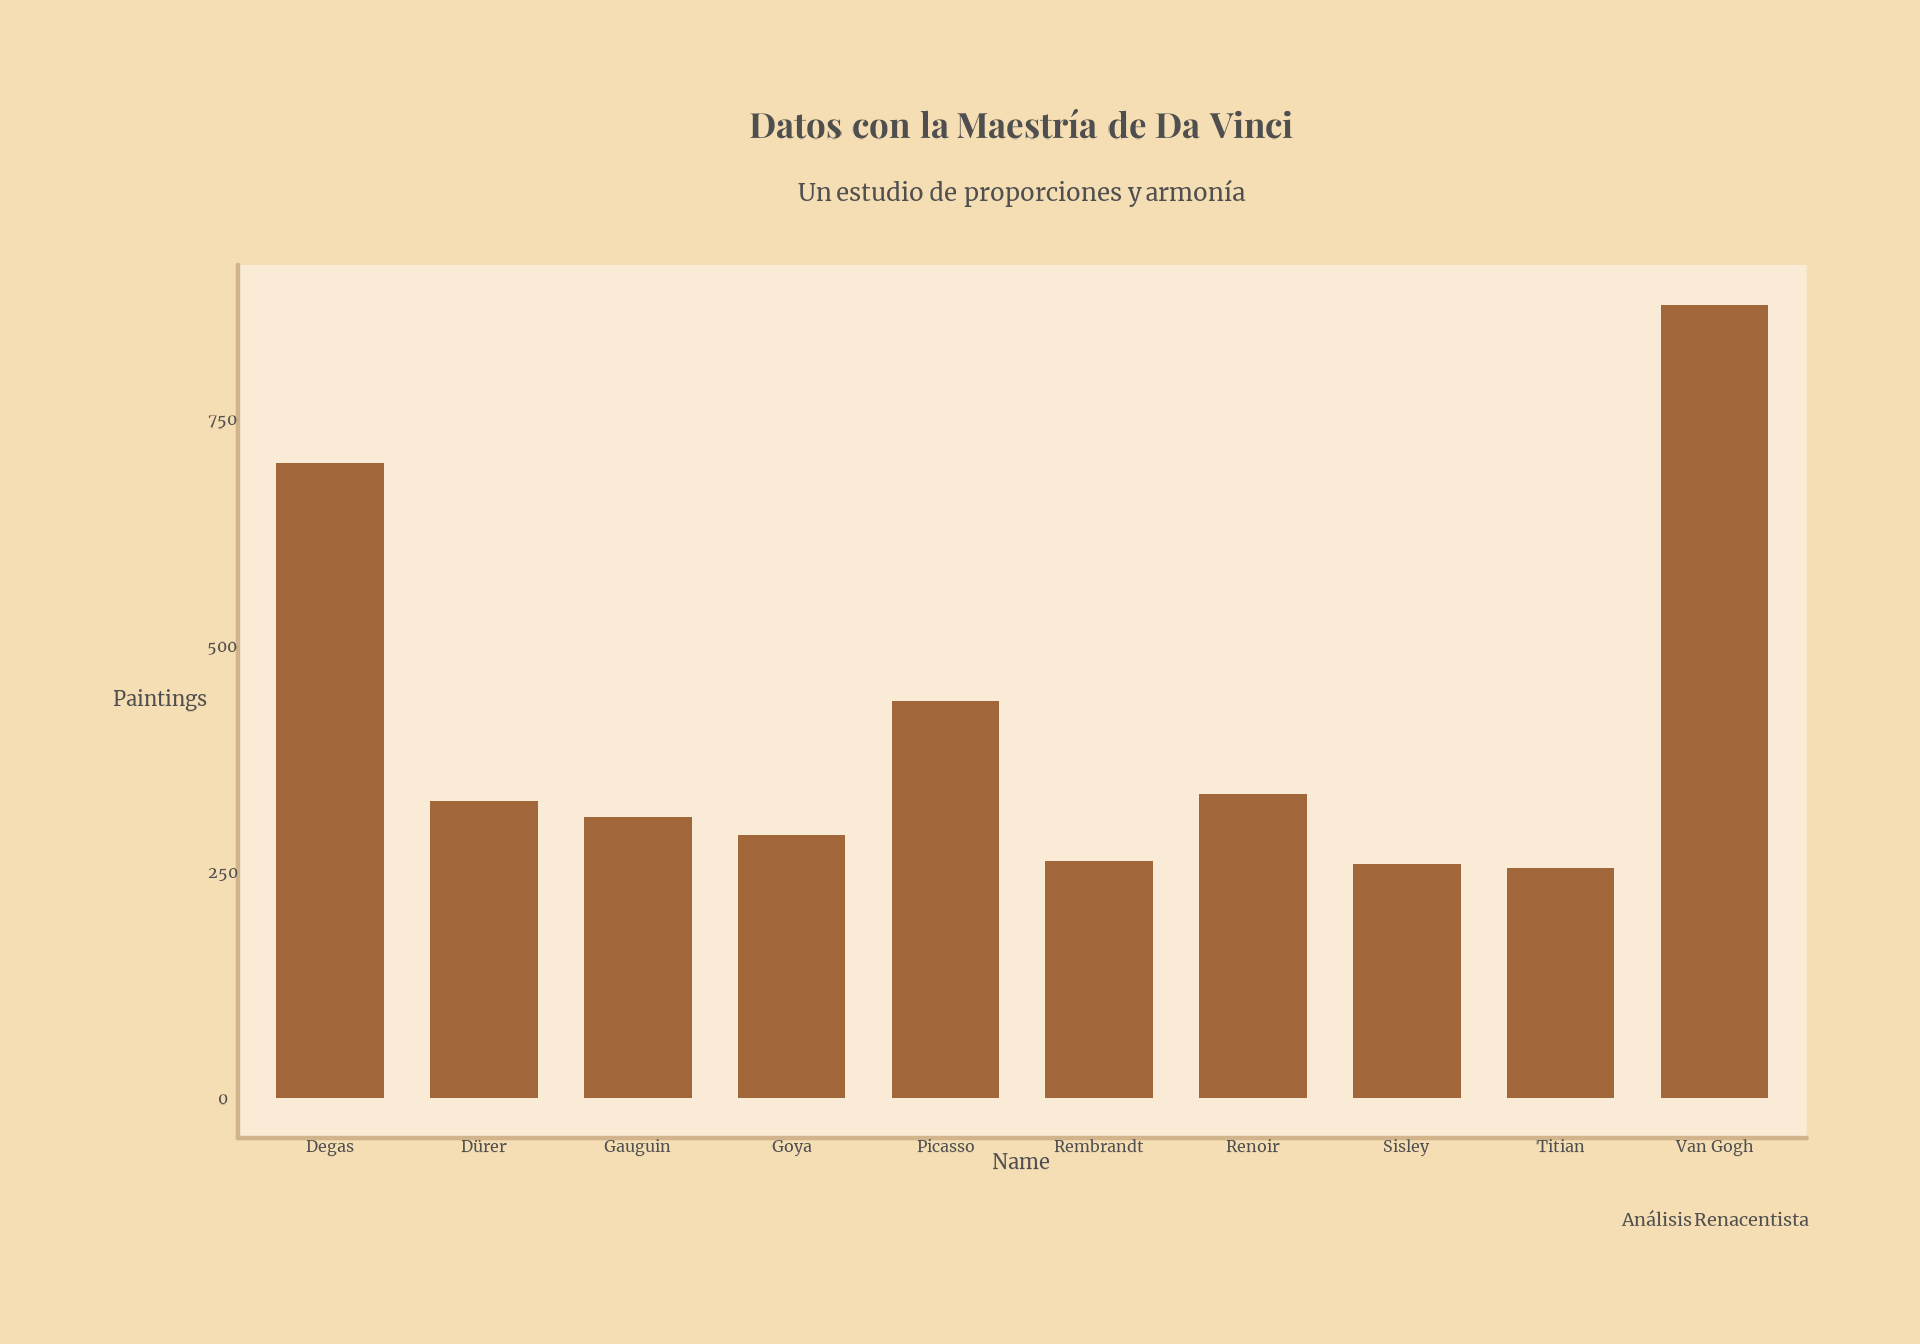 Datos con la Maestría de Da Vinci
Un estudio de proporciones y armonía
750
500
Paintings
250
0
Degas Dürer Gauguin Goya Picasso Rembrandt Renoir Sisley Titian Van Gogh
Name
Análisis Renacentista